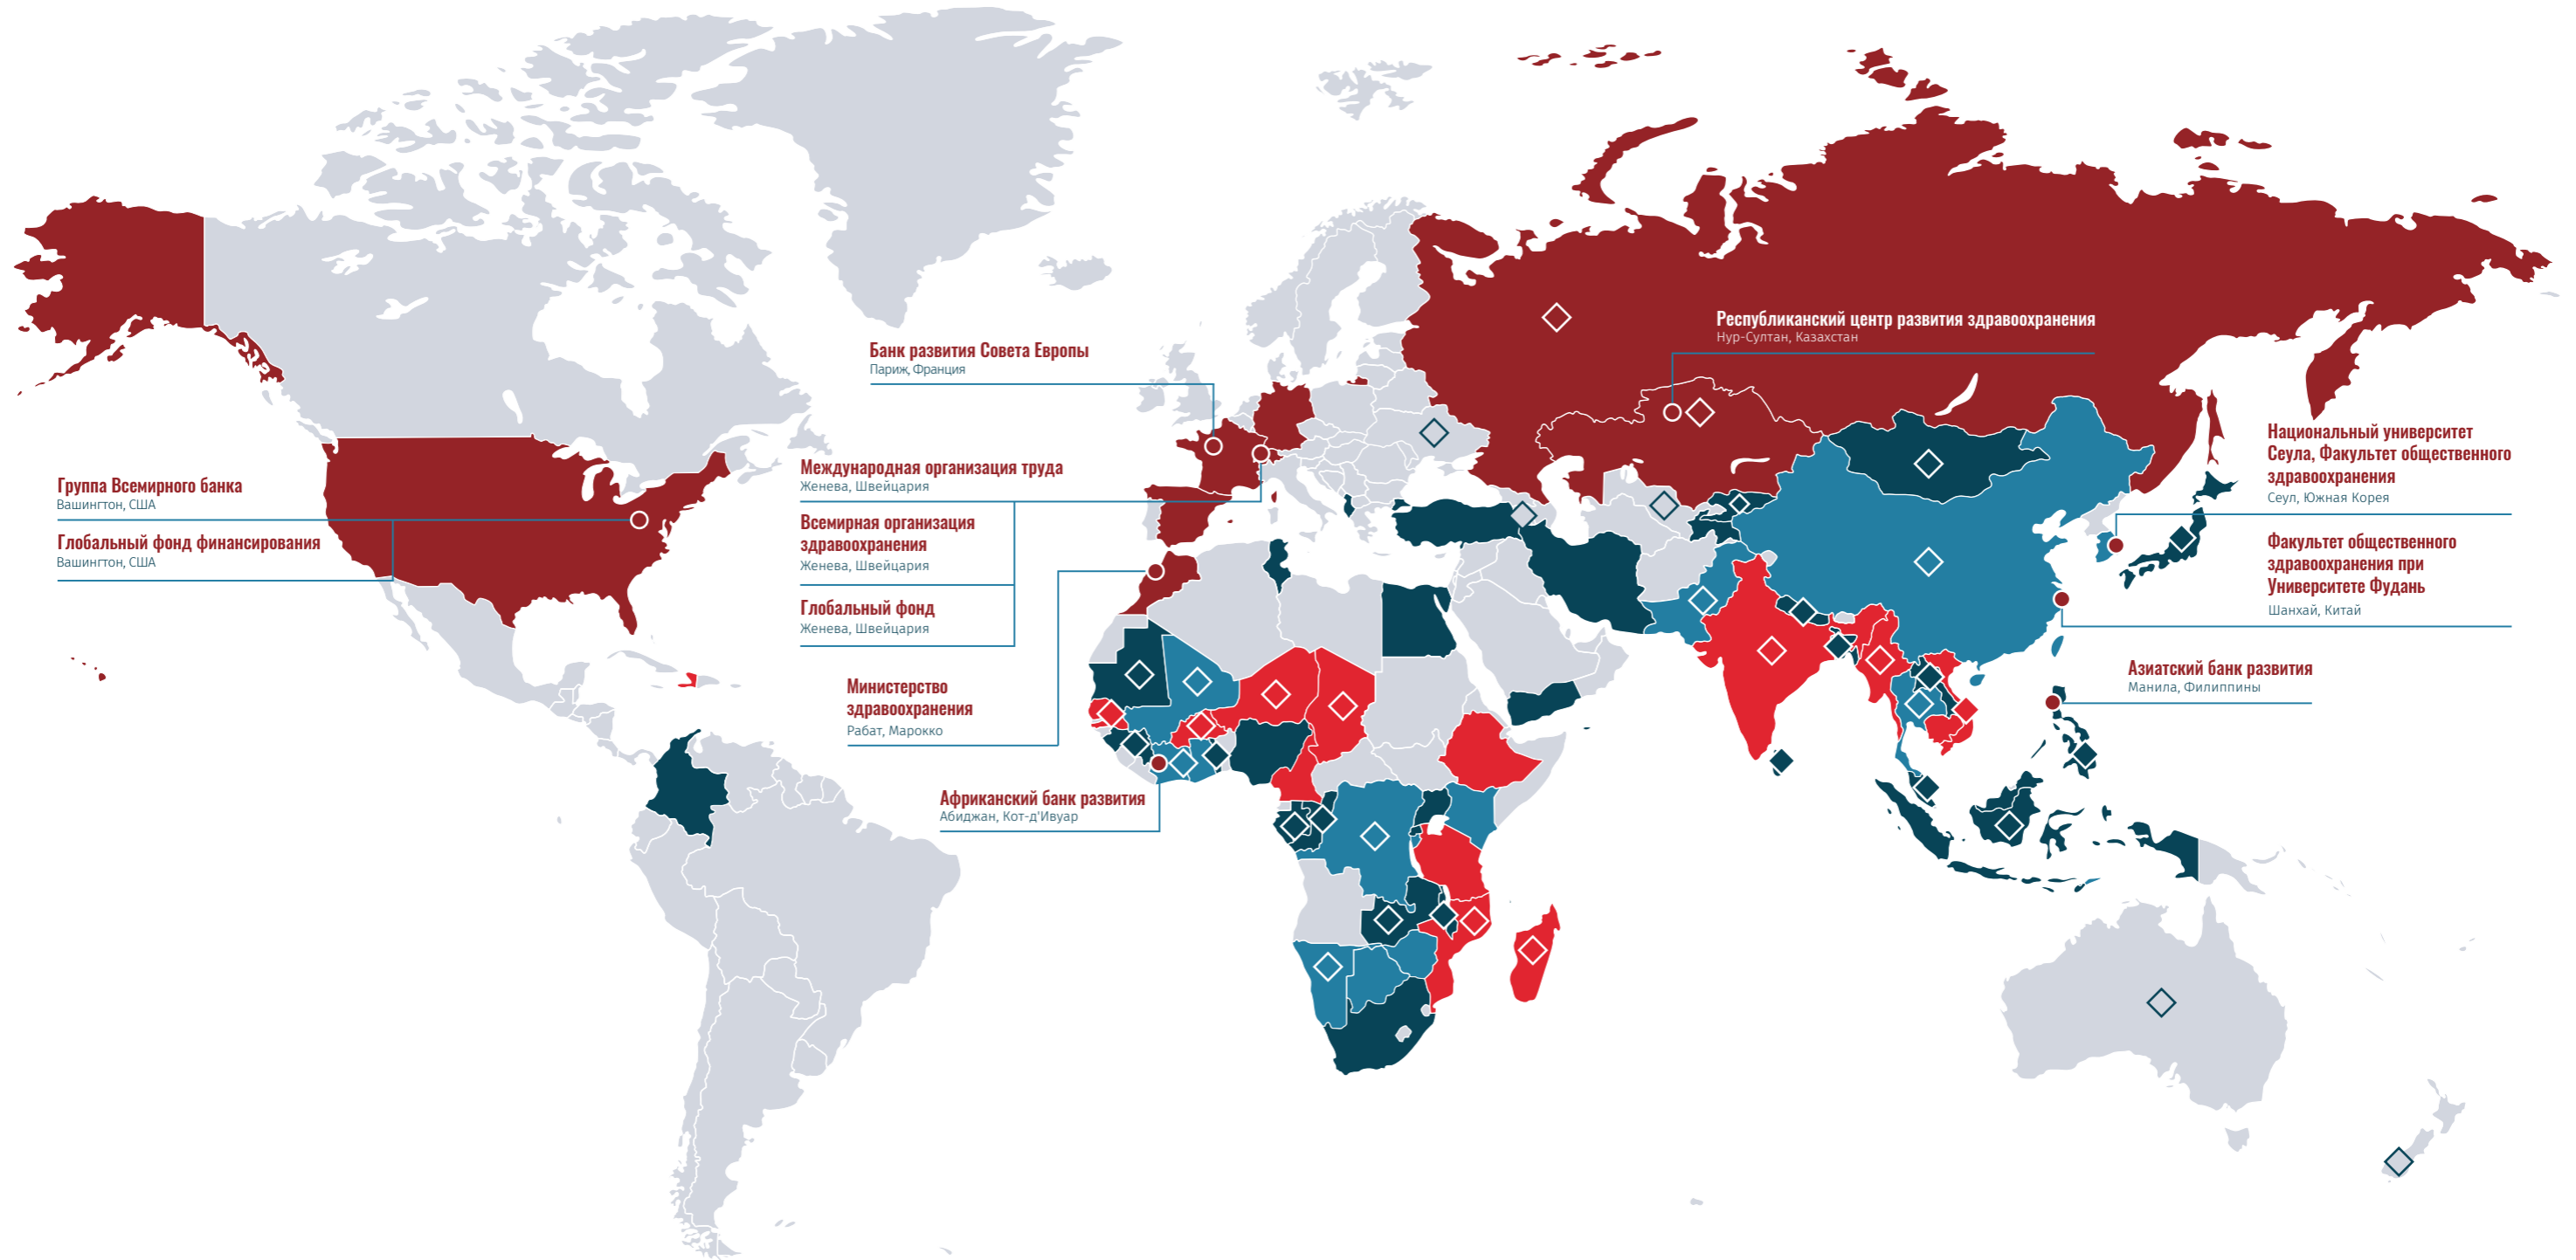 Группа Всемирного банка
Вашингтон, США
Глобальный фонд финансирования
Вашингтон, США
Банк развития Совета Европы
Париж, Франция
Международная организация труда
Женева, Швейцария
Всемирная организация
здравоохранения
Женева, Швейцария
Глобальный фонд
Женева, Швейцария
Министерство
здравоохранения
Рабат, Марокко
Африканский банк развития
Абиджан, Кот-д'Ивуар
Республиканский центр развития здравоохранения
Нур-Султан, Казахстан
Национальный университет
Сеула, Факультет общественного
здравоохранения
Сеул, Южная Корея
Факультет общественного
здравоохранения при
Университете Фудань
Шанхай, Китай
Азиатский банк развития
Манила, Филиппины